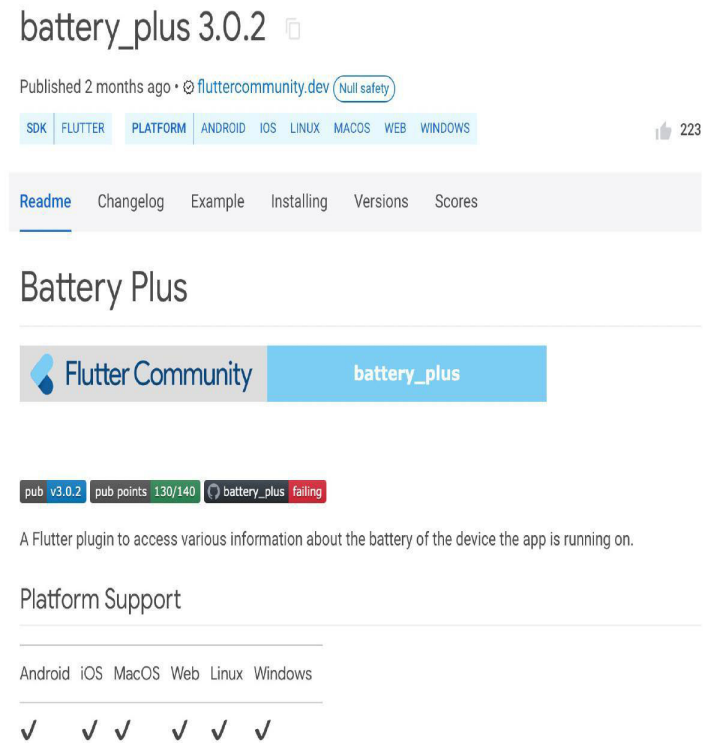 battery_plus 3.0.2
Published 2 months ago • fluttercommunity.dev Null safety
SDK FLUTTER PLATFORM ANDROID IOS LINUX MACOS WEB WINDOWS 223
Readme Changelog Example Installing Versions Scores
Battery Plus
Flutter Community battery_plus
pub v3.0.2 pub points 130/140 battery_plus failing
A Flutter plugin to access various information about the battery of the device the app is running on.
Platform Support
Android iOS MacOS Web Linux Windows
✓ ✓ ✓ ✓ ✓ ✓